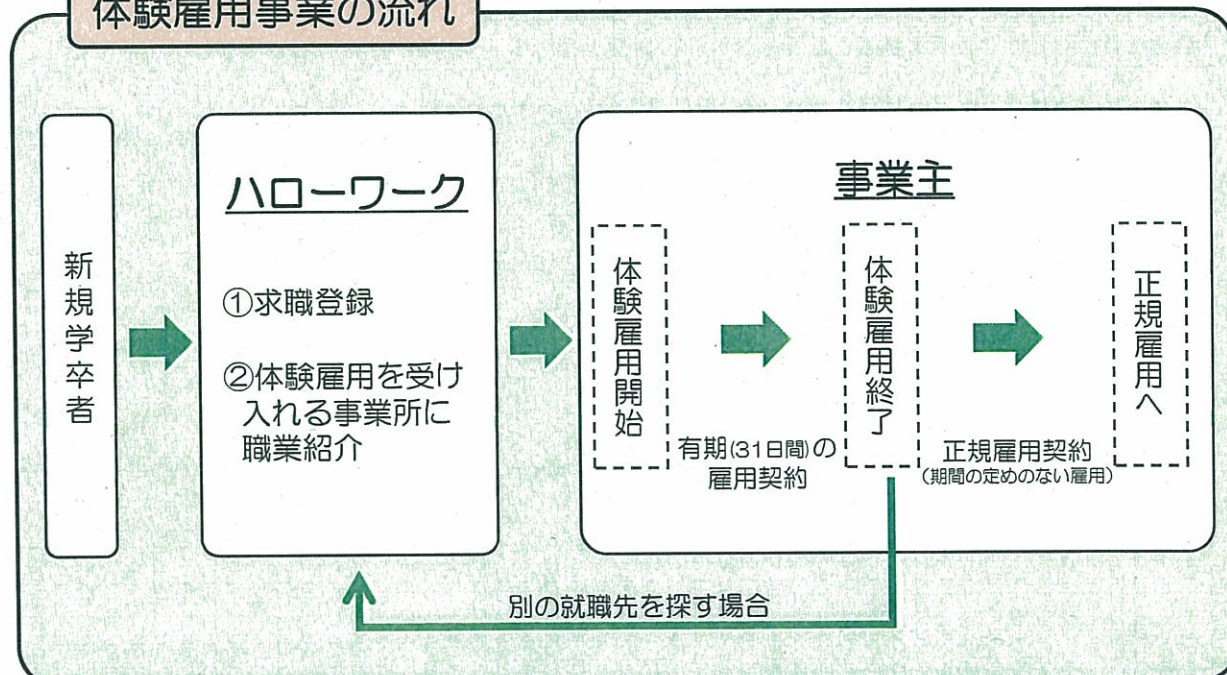 体験雇用事業の流れ
新規学卒者
ハローワーク
①求職登録
②体験雇用を受け
入れる事業所に
職業紹介
事業主
体験雇用開始
有期(31日間)の
雇用契約
体験雇用終了
正規雇用契約
(期間の定めのない雇用)
正規雇用へ
別の就職先を探す場合